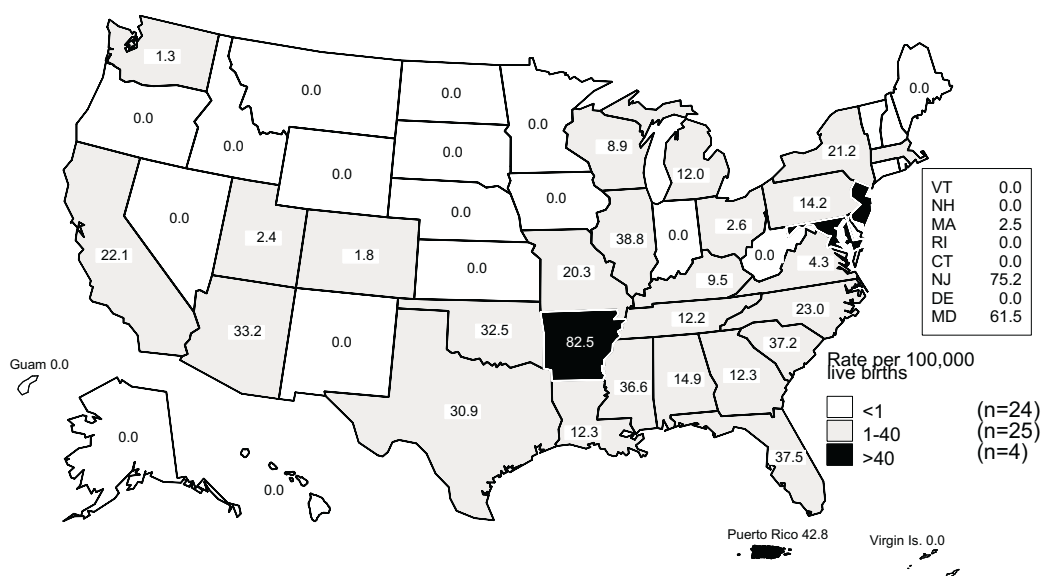 1.3
0.0
0.0
0.0
0.0
0.0
0.0
0.0
8.9
12.0
21.2
0.0
0.0
0.0
0.0
14.2
2.6
0.0
38.8
0.0
22.1
2.4
1.8
0.0
20.3
9.5
4.3
33.2
0.0
32.5
82.5
12.2
23.0
37.2
30.9
36.6
14.9
12.3
12.3
37.5
VT 0.0
NH 0.0
MA 2.5
RI 0.0
CT 0.0
NJ 75.2
DE 0.0
MD 61.5
Guam 0.0
0.0
0.0
Rate per 100,000
live births
<1 (n=24)
1-40 (n=25)
>40 (n=4)
Puerto Rico 42.8
Virgin Is. 0.0